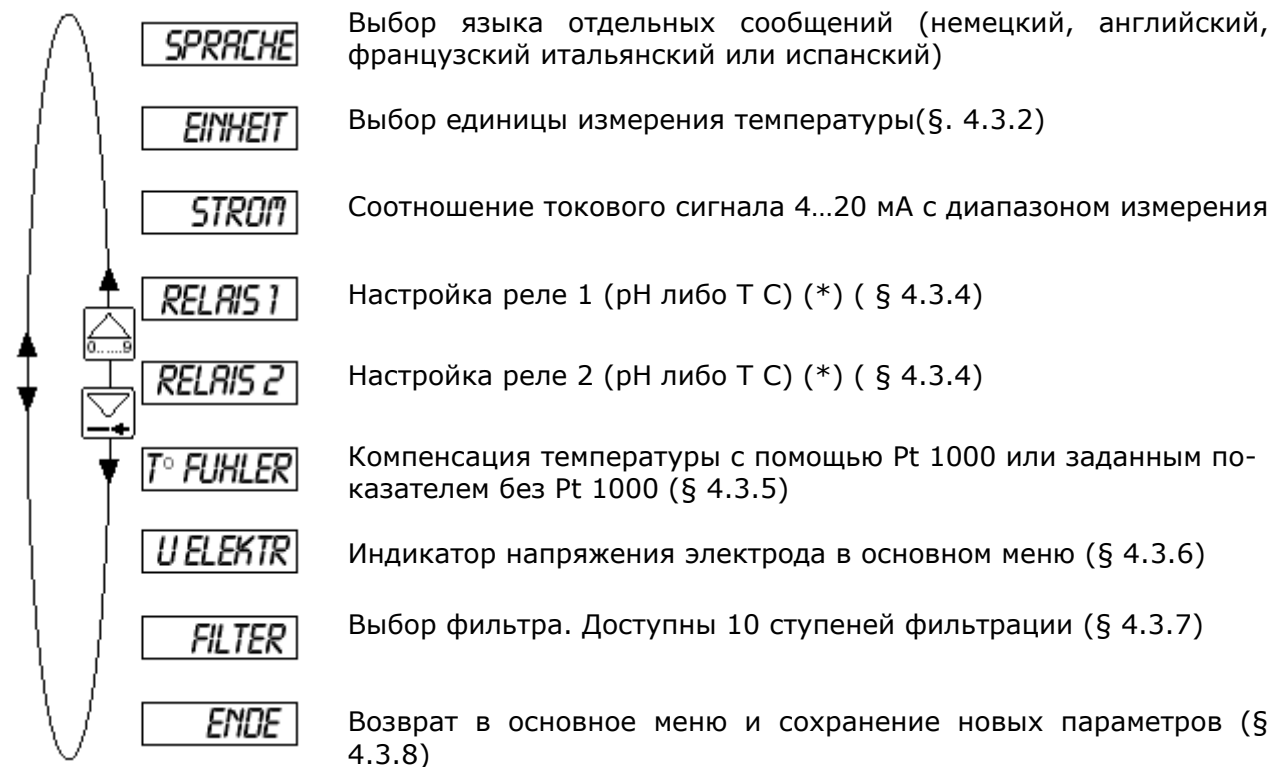 SPRACHE
Выбор языка отдельных сообщений (немецкий, английский,
французский итальянский или испанский)
EINHEIT
Выбор единицы измерения температуры(§. 4.3.2)
STROM
Соотношение токового сигнала 4…20 мА с диапазоном измерения
RELAIS 1
Настройка реле 1 (pH либо T C) (*) ( § 4.3.4)
0.....9
RELAIS 2
Настройка реле 2 (pH либо T C) (*) ( § 4.3.4)
T° FUHLER
Компенсация температуры с помощью Pt 1000 или заданным по-
казателем без Pt 1000 (§ 4.3.5)
U ELEKTR
Индикатор напряжения электрода в основном меню (§ 4.3.6)
FILTER
Выбор фильтра. Доступны 10 ступеней фильтрации (§ 4.3.7)
ENDE
Возврат в основное меню и сохранение новых параметров (§
4.3.8)